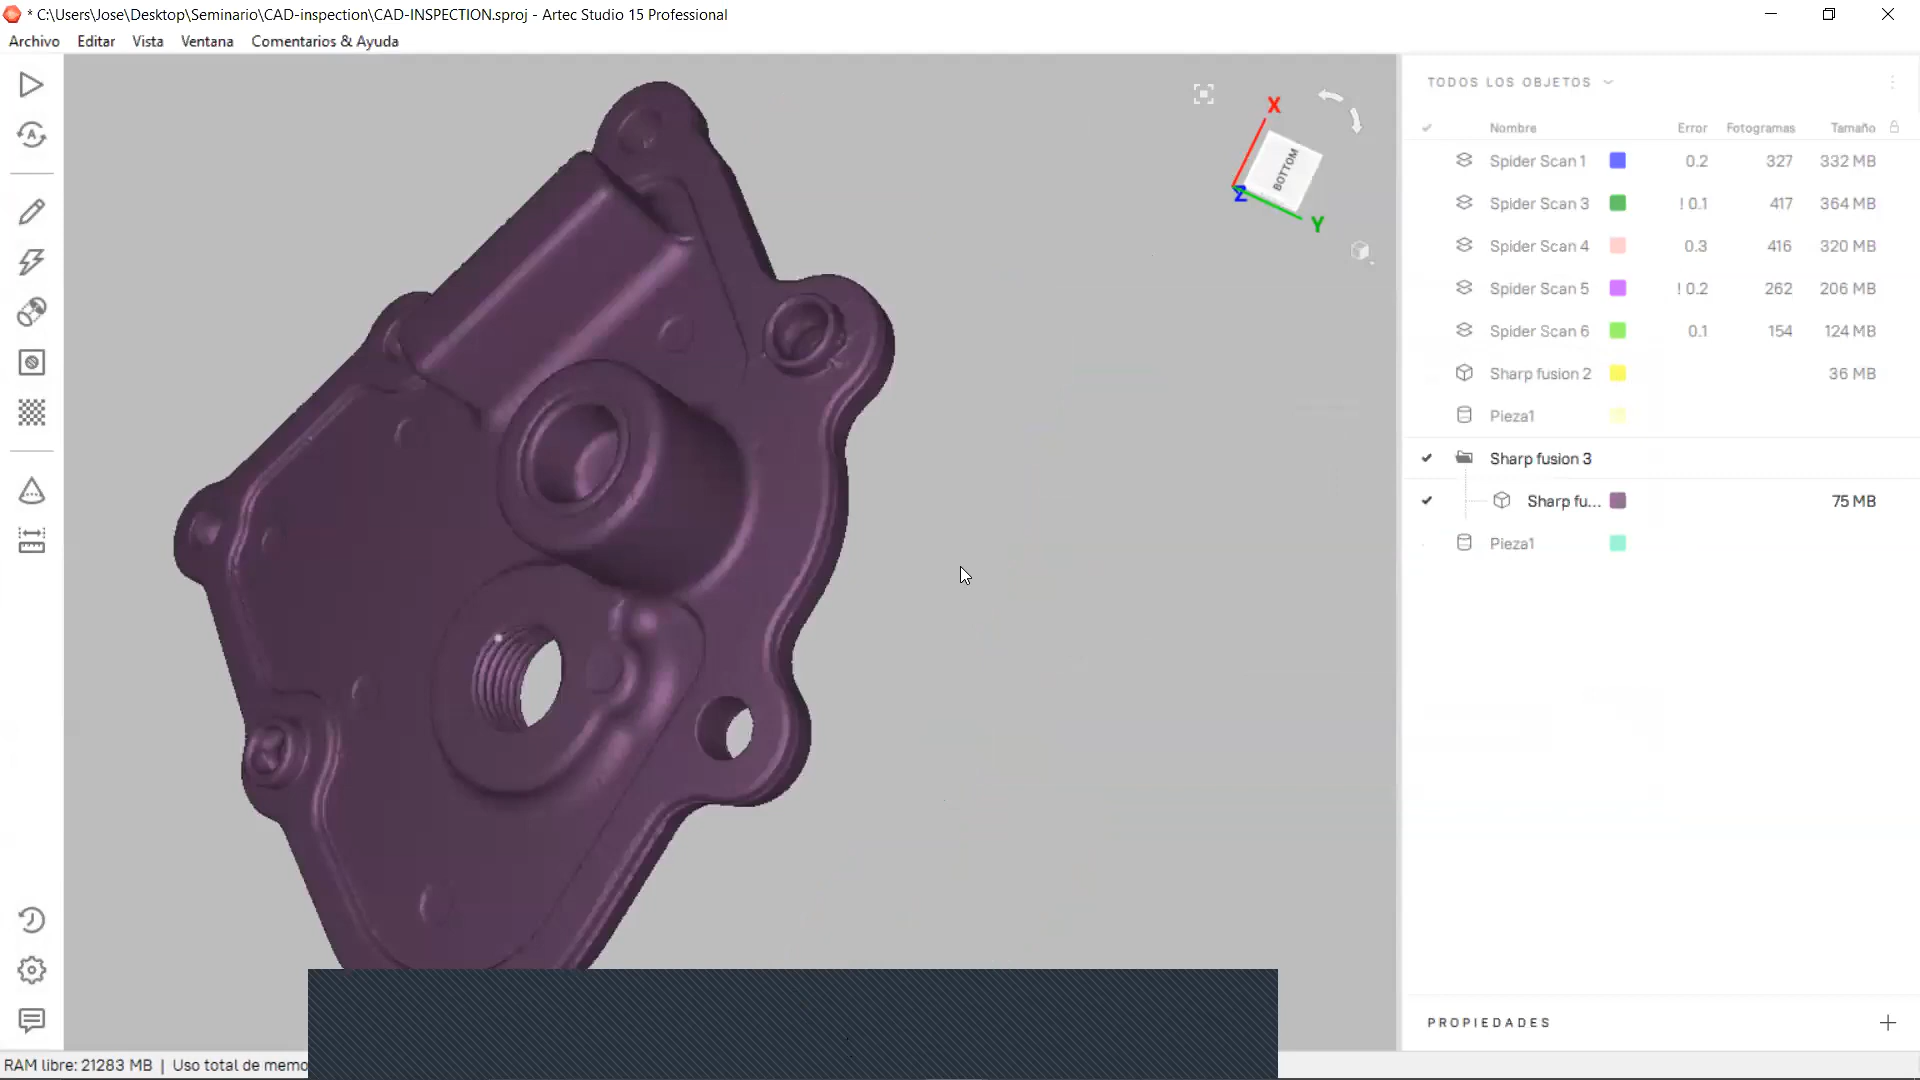 * C:\Users\Jose\Desktop\Seminario\CAD-inspection\CAD-INSPECTION.sproj - Artec Studio 15 Professional
Archivo Editar Vista Ventana Comentarios & Ayuda
X
BOTTOM
Z
Y
TODOS LOS OBJETOS
Nombre Error Fotogramas Tamaño
Spider Scan 1 0.2 327 332 MB
Spider Scan 3 ! 0.1 417 364 MB
Spider Scan 4 0.3 416 320 MB
Spider Scan 5 ! 0.2 262 206 MB
Spider Scan 6 0.1 154 124 MB
Sharp fusion 2 36 MB
Pieza1
Sharp fusion 3
Sharp fu... 75 MB
Pieza1
PROPIEDADES
RAM libre: 21283 MB | Uso total de memo